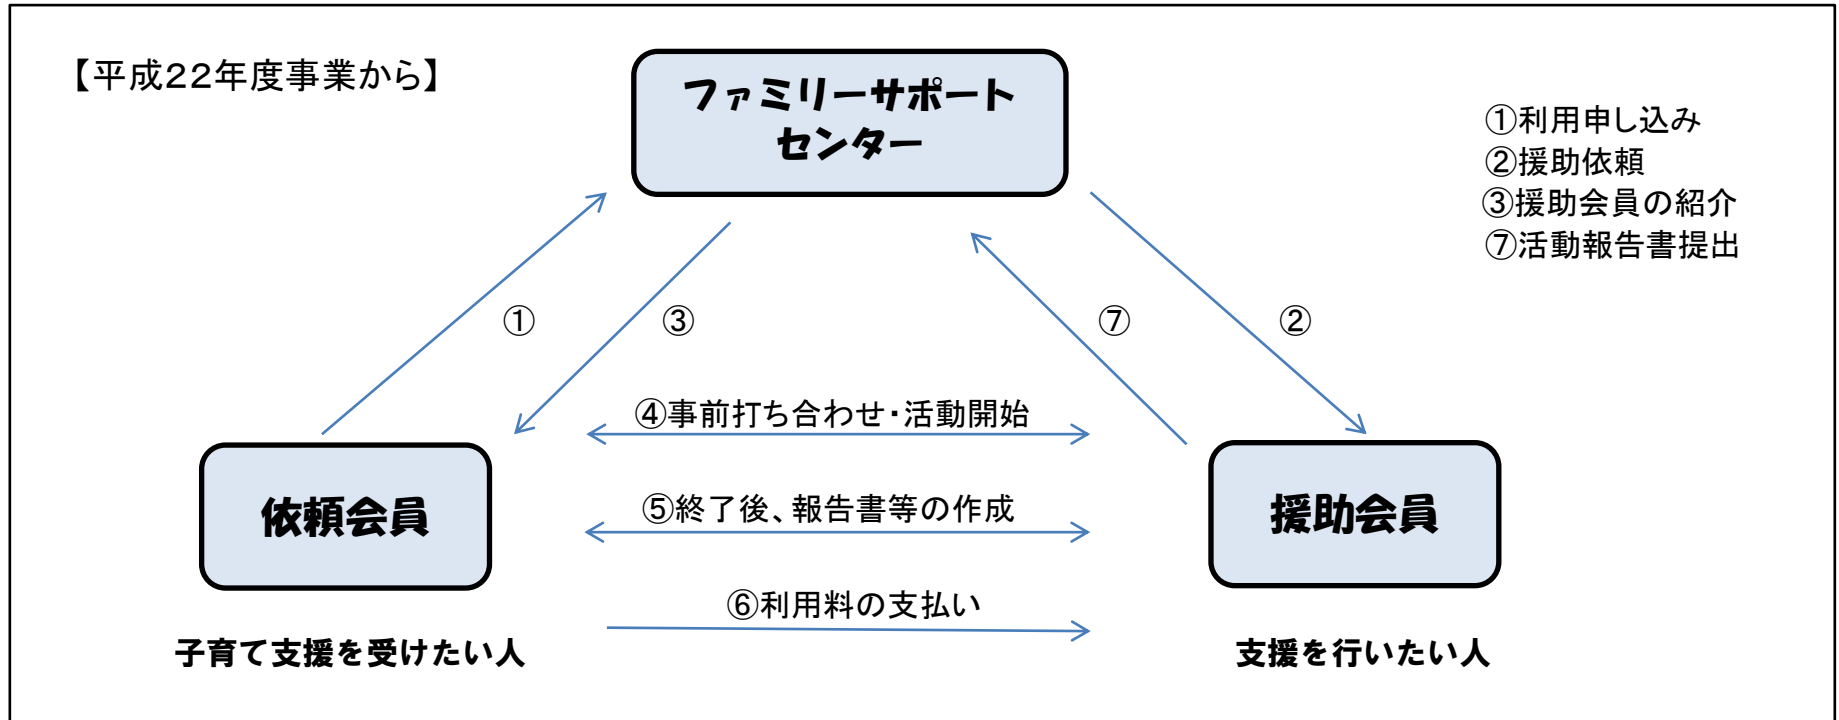 【平成22年度事業から】
ファミリーサポート
センター
①利用申し込み
②援助依頼
③援助会員の紹介
⑦活動報告書提出
①
③
⑦
②
④事前打ち合わせ・活動開始
依頼会員
⑤終了後、報告書等の作成
援助会員
⑥利用料の支払い
子育て支援を受けたい人
支援を行いたい人